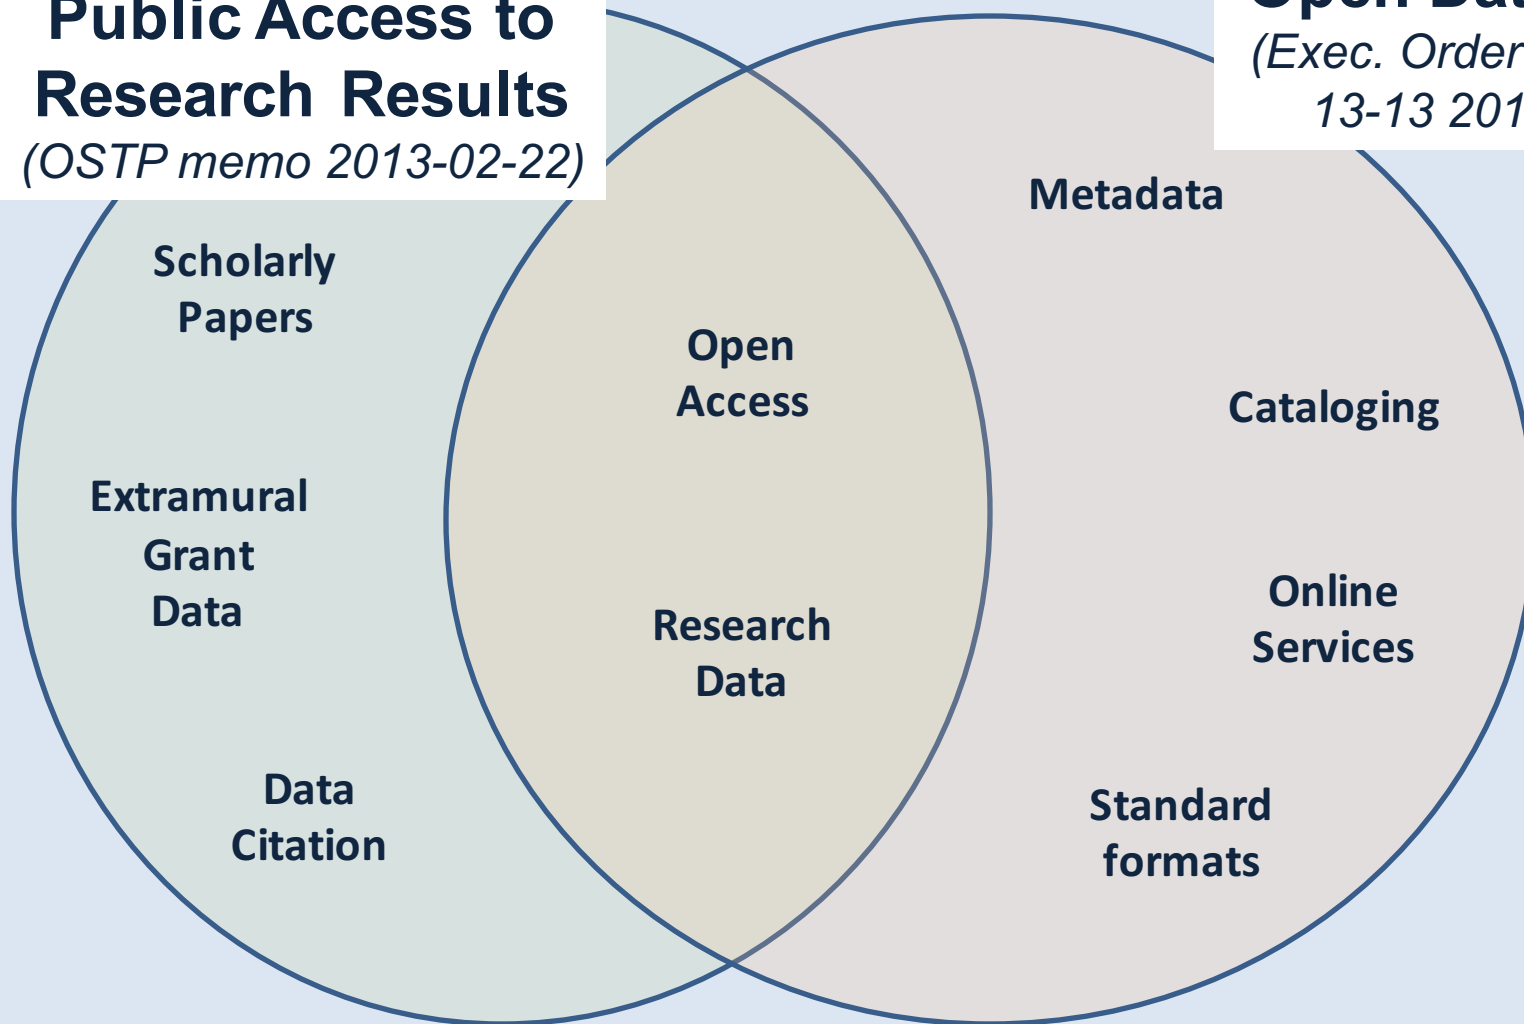 Public Access to
Research Results
(OSTP memo 2013-02-22)
Open
(Exec. Order
13-13
Scholarly
Papers
Extramural
Grant
Data
Data
Citation
Open
Access
Research
Data
Metadata
Cataloging
Online
Services
Standard
formats